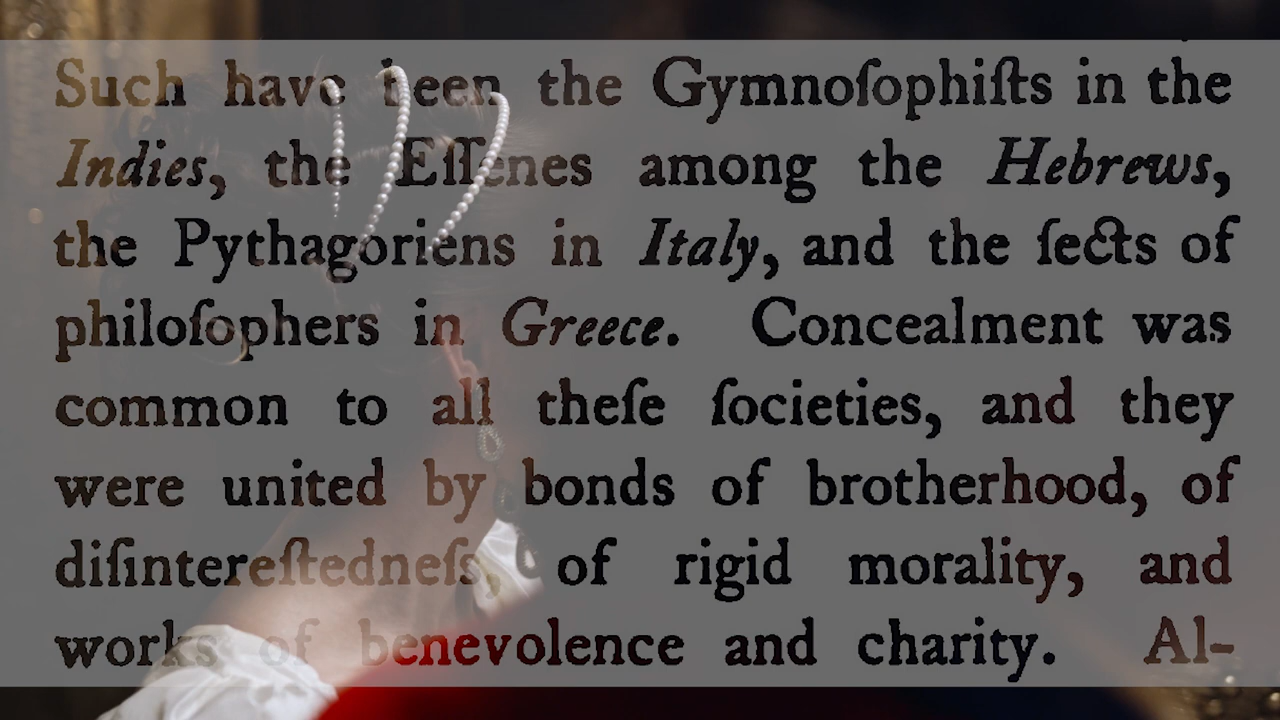 Such have been the Gymnoſophiſts in the
Indies, the Eſſenes among the Hebrews,
the Pythagoriens in Italy, and the ſects of
philoſophers in Greece. Concealment was
common to all theſe ſocieties, and they
were united by bonds of brotherhood, of
diſintereſtedneſs, of rigid morality, and
works of benevolence and charity. Al-